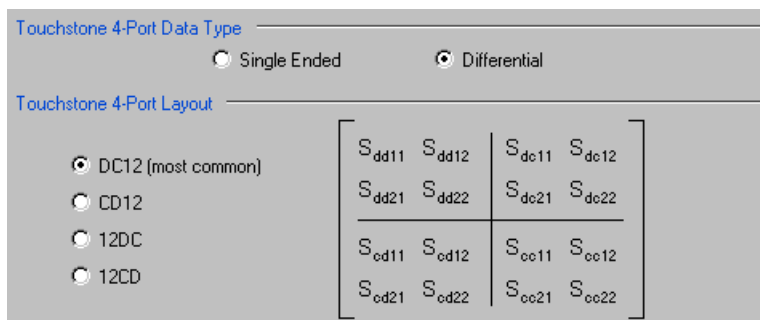 Touchstone 4-Port Data Type
Single Ended Differential
Touchstone 4-Port Layout
DC12 (most common)
CD12
12DC
12CD
Sdd11 Sdd12 Sdc11 Sdc12
Sdd21 Sdd22 Sdc21 Sdc22
Scd11 Scd12 Scc11 Scc12
Scd21 Scd22 Scc21 Scc22